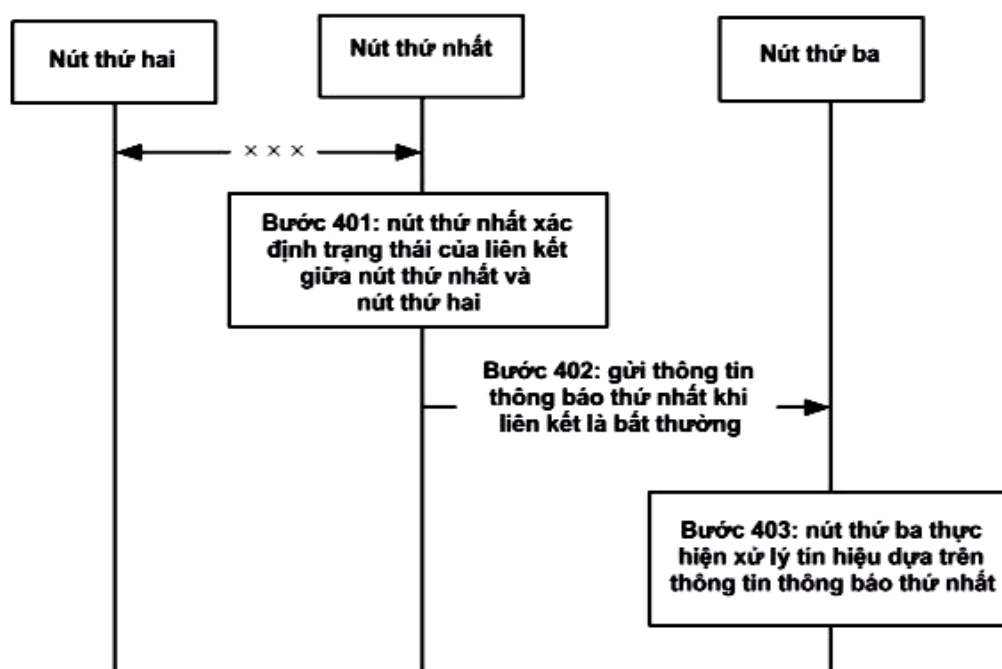 Nút thứ hai
Nút thứ nhất
Nút thứ ba
× × ×
Bước 401: nút thứ nhất xác
định trạng thái của liên kết
giữa nút thứ nhất và
nút thứ hai
Bước 402: gửi thông tin
thông báo thứ nhất khi
liên kết là bất thường
Bước 403: nút thứ ba thực
hiện xử lý tín hiệu dựa trên
thông tin thông báo thứ nhất